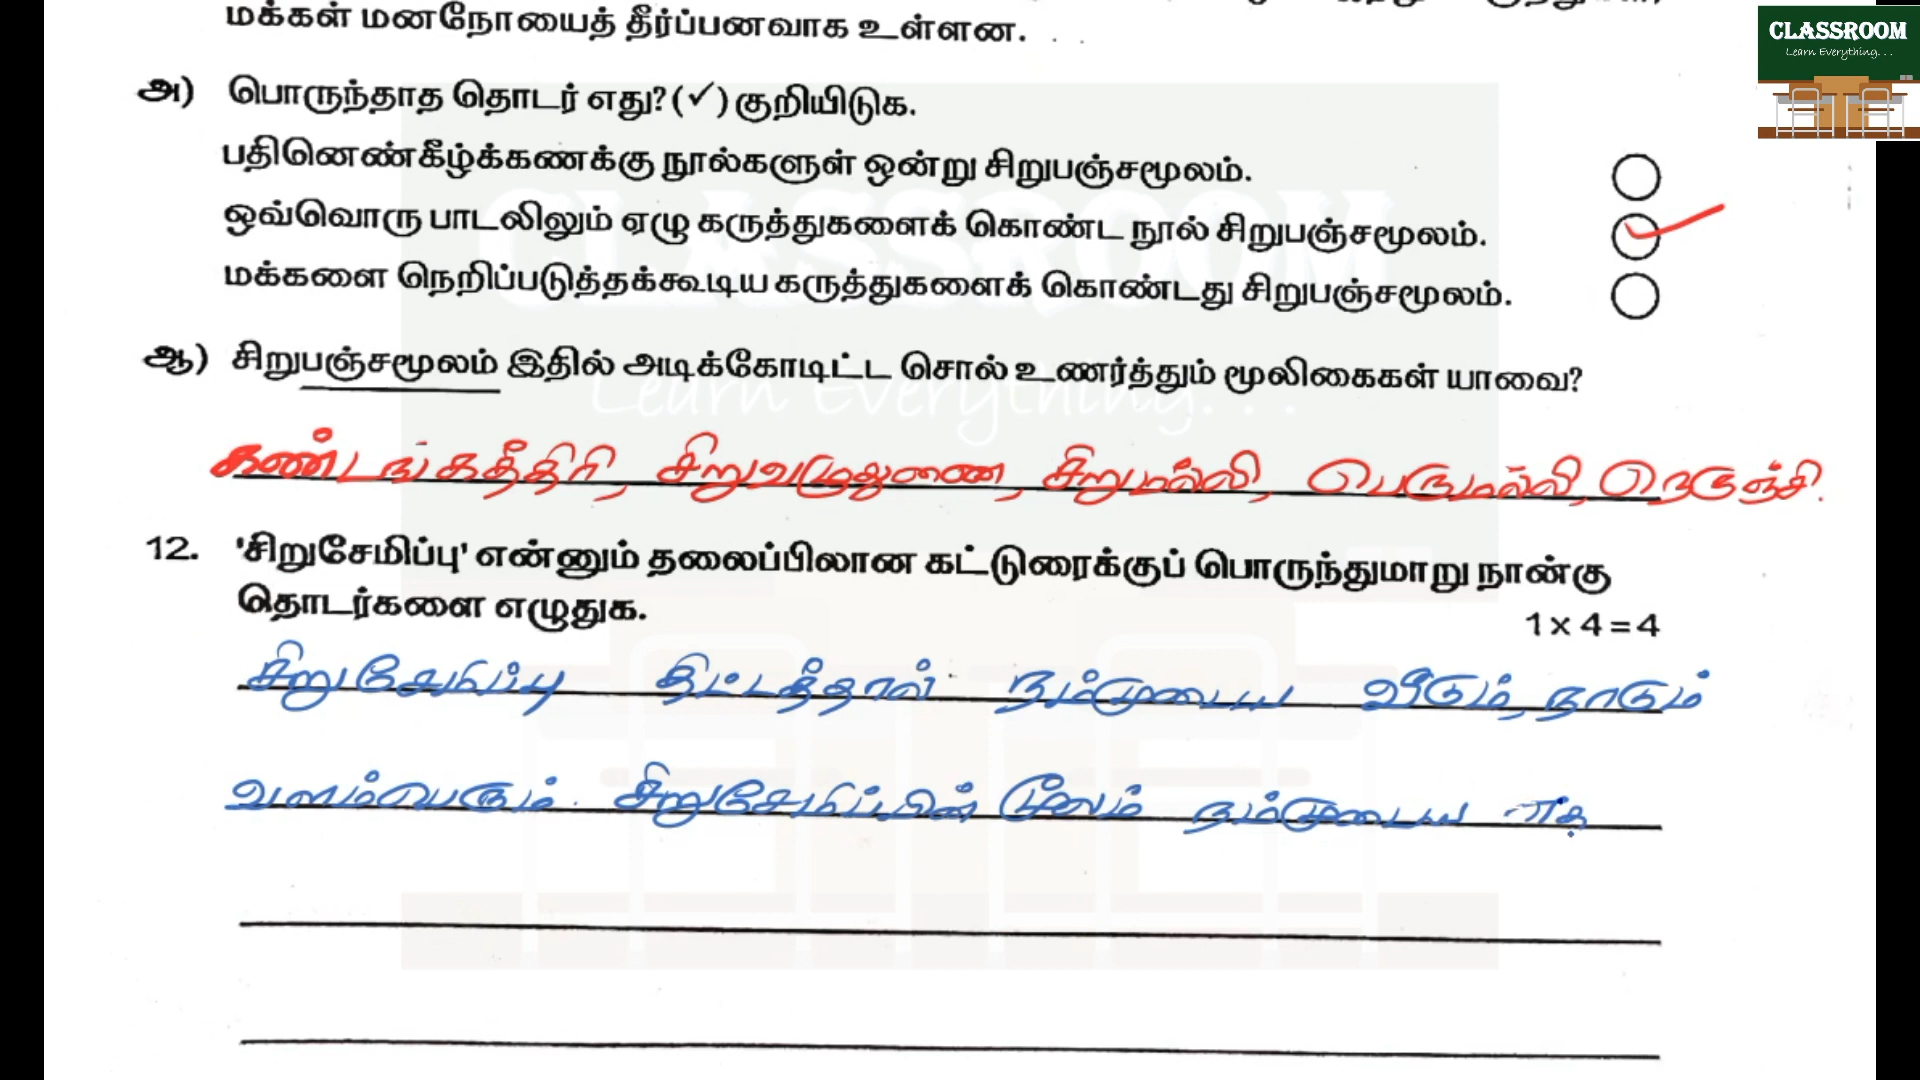 மக்கள் மனநோயைத் தீர்ப்பனவாக உள்ளன.
CLASSROOM
Learn Everything...
அ) பொருந்தாத தொடர் எது? (✓) குறியிடுக.
பதினெண்கீழ்க்கணக்கு நூல்களுள் ஒன்று சிறுபஞ்சமூலம்.
ஒவ்வொரு பாடலிலும் ஏழு கருத்துகளைக் கொண்ட நூல் சிறுபஞ்சமூலம்.
மக்களை நெறிப்படுத்தக்கூடிய கருத்துகளைக் கொண்டது சிறுபஞ்சமூலம்.
ஆ) சிறுபஞ்சமூலம் இதில் அடிக்கோடிட்ட சொல் உணர்த்தும் மூலிகைகள் யாவை?
கண்டங்கத்திரி, சிறுவழுதுணை, சிறுமல்லி, பெருமல்லி, நெருஞ்சி.
12. 'சிறுசேமிப்பு' என்னும் தலைப்பிலான கட்டுரைக்குப் பொருந்துமாறு நான்கு
தொடர்களை எழுதுக. 1 x 4 = 4
சிறுசேமிப்பு திட்டத்தால் நம்முடைய வீடும், நாடும்
வளம்பெரும். சிறுசேமிப்பின் மூலம் நம்முடைய
CLASSROOM
Learn Everything...